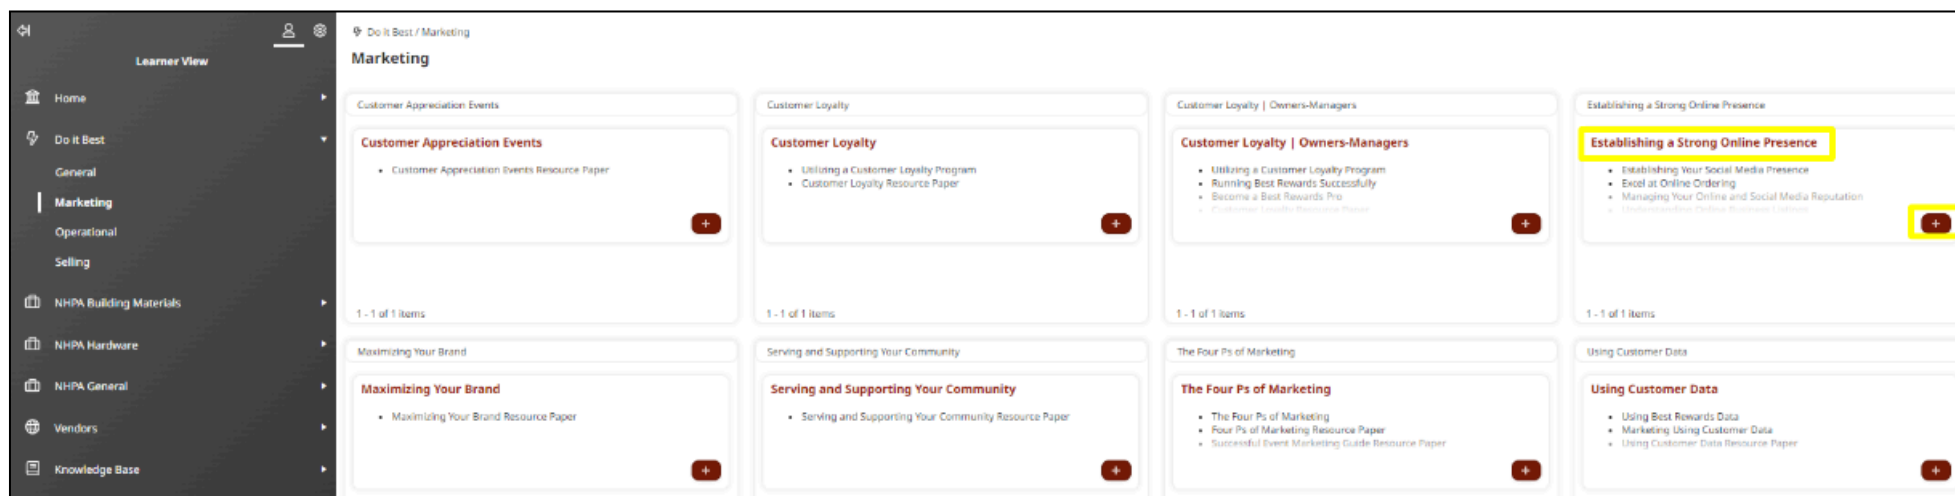 Learner View
Home
Do it Best
General
Marketing
Operational
Selling
NHPA Building Materials
NHPA Hardware
NHPA General
Vendors
Knowledge Base
Do it Best / Marketing
Marketing
Customer Appreciation Events
Customer Appreciation Events
Customer Appreciation Events Resource Paper
1 - 1 of 1 items
Customer Loyalty
Customer Loyalty
Utilizing a Customer Loyalty Program
Customer Loyalty Resource Paper
1 - 1 of 1 items
Customer Loyalty | Owners-Managers
Customer Loyalty | Owners-Managers
Utilizing a Customer Loyalty Program
Running Best Rewards Successfully
Become a Best Rewards Pro
Customer Loyalty Resource Paper
1 - 1 of 1 items
Establishing a Strong Online Presence
Establishing a Strong Online Presence
Establishing Your Social Media Presence
Excel at Online Ordering
Managing Your Online and Social Media Reputation
Understanding Online Business Listings
1 - 1 of 1 items
Maximizing Your Brand
Maximizing Your Brand
Maximizing Your Brand Resource Paper
Serving and Supporting Your Community
Serving and Supporting Your Community
Serving and Supporting Your Community Resource Paper
The Four Ps of Marketing
The Four Ps of Marketing
The Four Ps of Marketing
Four Ps of Marketing Resource Paper
Successful Event Marketing Guide Resource Paper
Using Customer Data
Using Customer Data
Using Best Rewards Data
Marketing Using Customer Data
Using Customer Data Resource Paper